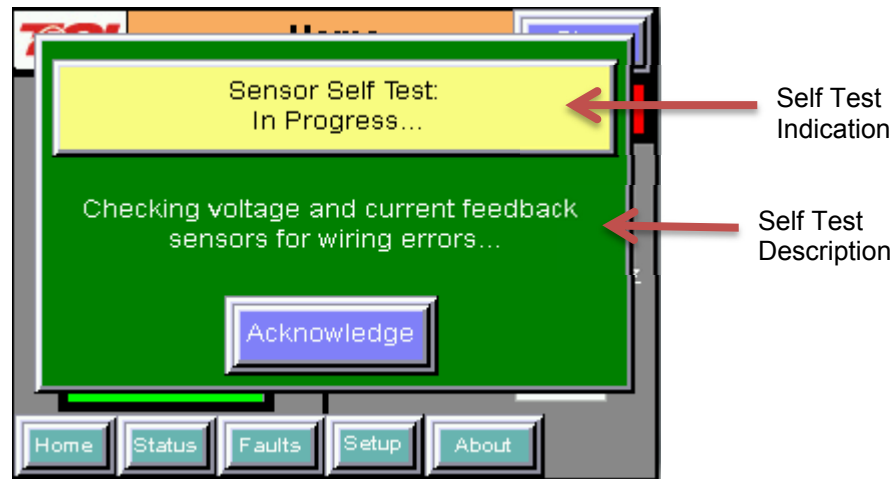 Sensor Self Test:
In Progress...
Self Test
Indication
Checking voltage and current feedback
sensors for wiring errors...
Self Test
Description
Acknowledge
Home Status Faults Setup About